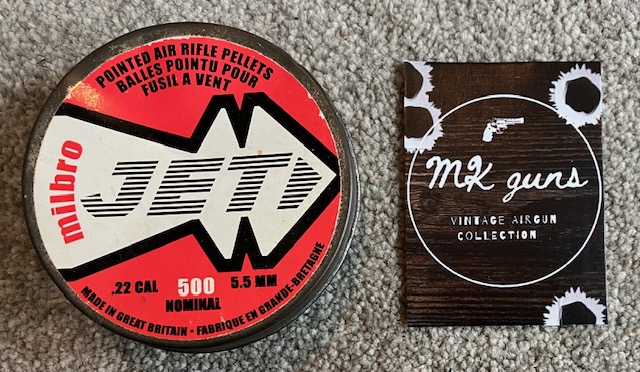 POINTED AIR RIFLE PELLETS
BALLES POINTU POUR
FUSIL A VENT
milbro
JET
.22 CAL 500 5.5 MM
NOMINAL
MADE IN GREAT BRITAIN - FABRIQUE EN GRANDE-BRETAGNE
MK guns
VINTAGE AIRGUN
COLLECTION